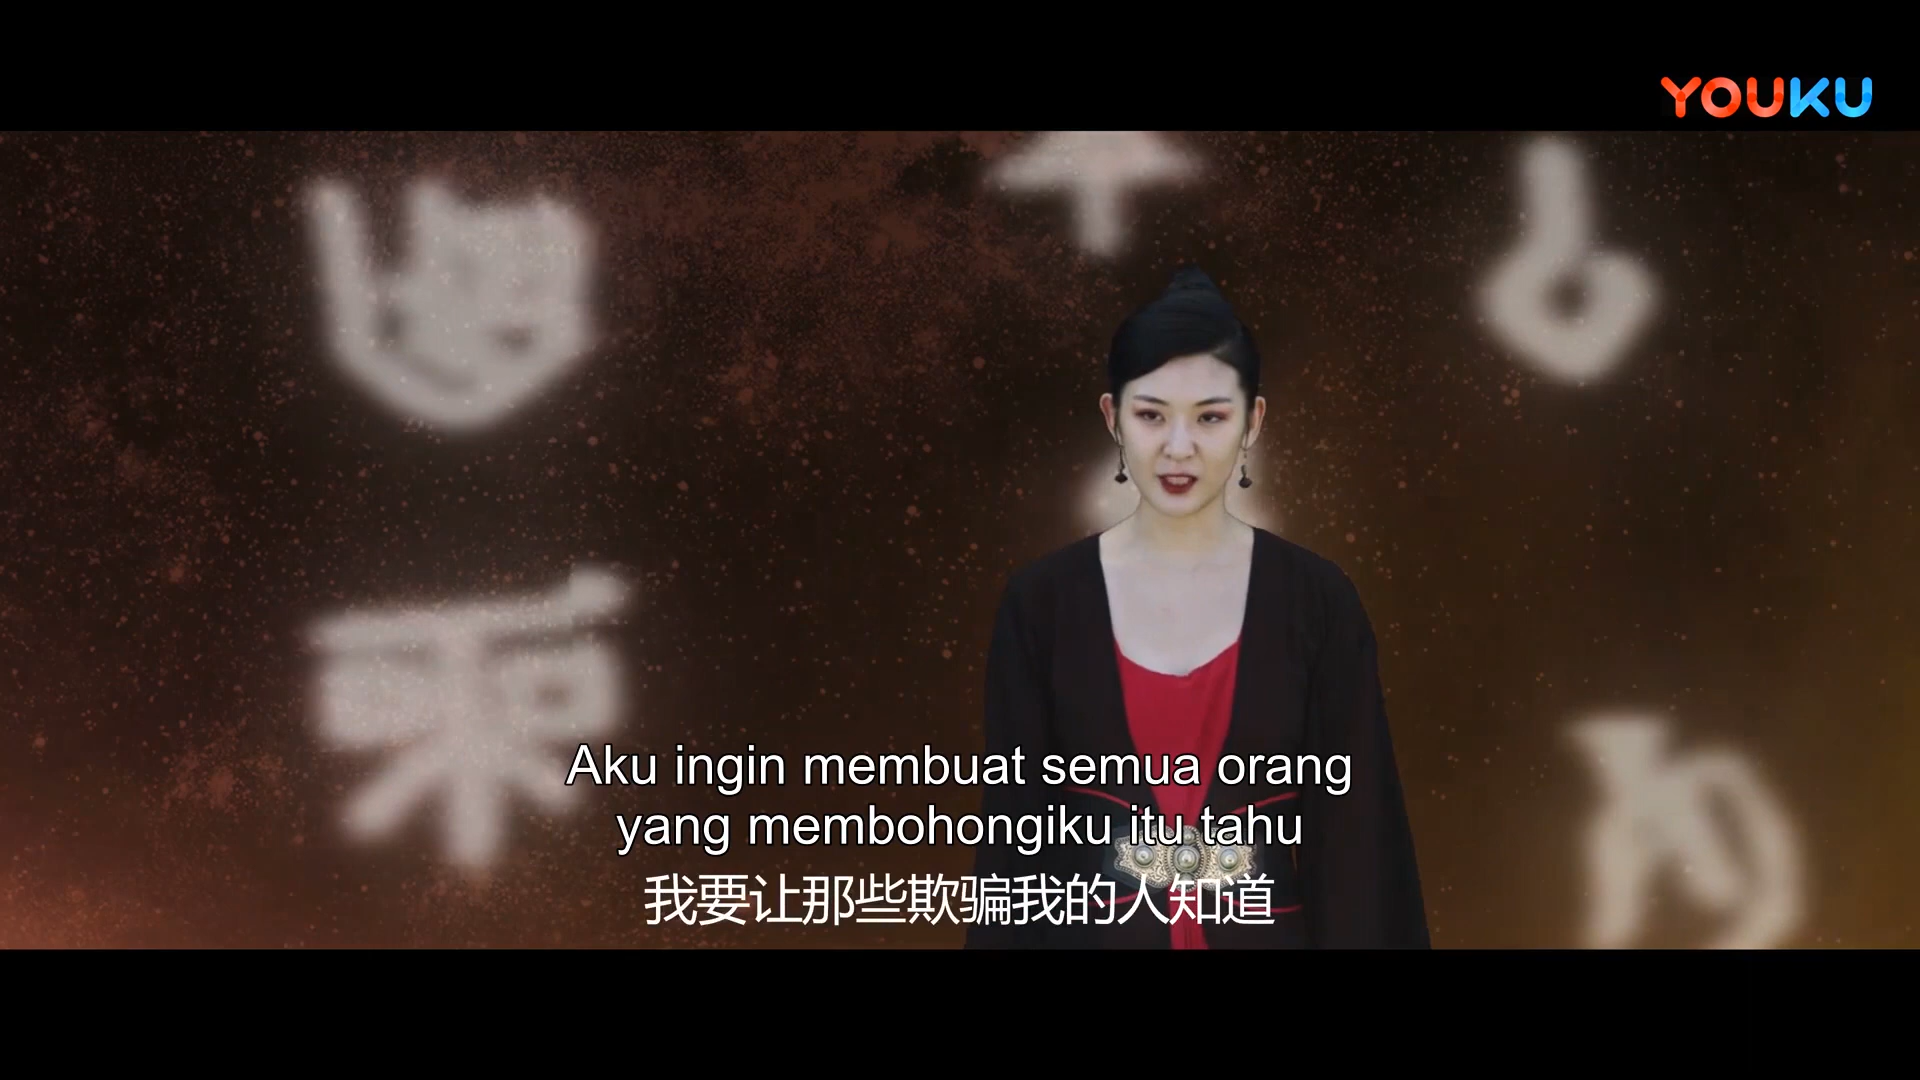 YOUKU
Aku ingin membuat semua orang
yang membohongiku itu tahu
我要让那些欺骗我的人知道